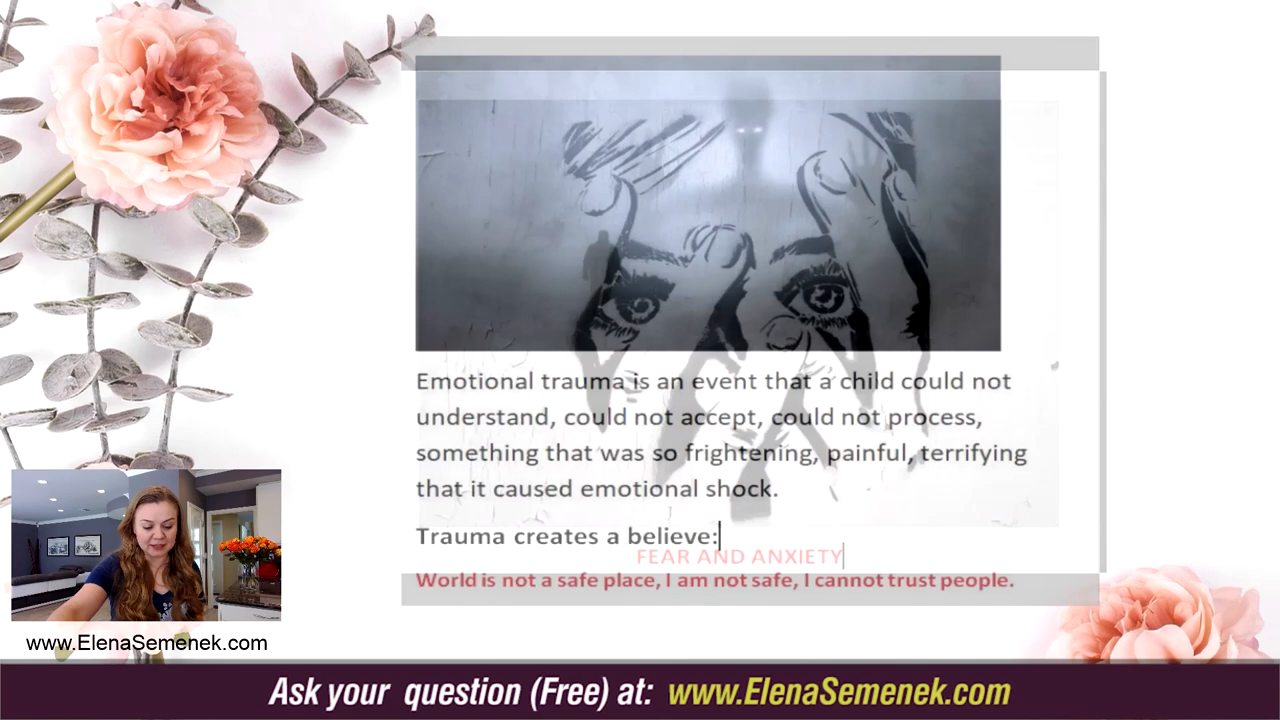 Emotional trauma is an event that a child could not
understand, could not accept, could not process,
something that was so frightening, painful, terrifying
that it caused emotional shock.
Trauma creates a believe:
FEAR AND ANXIETY
World is not a safe place, I am not safe, I cannot trust people.
www.ElenaSemenek.com
Ask your question (Free) at: www.ElenaSemenek.com